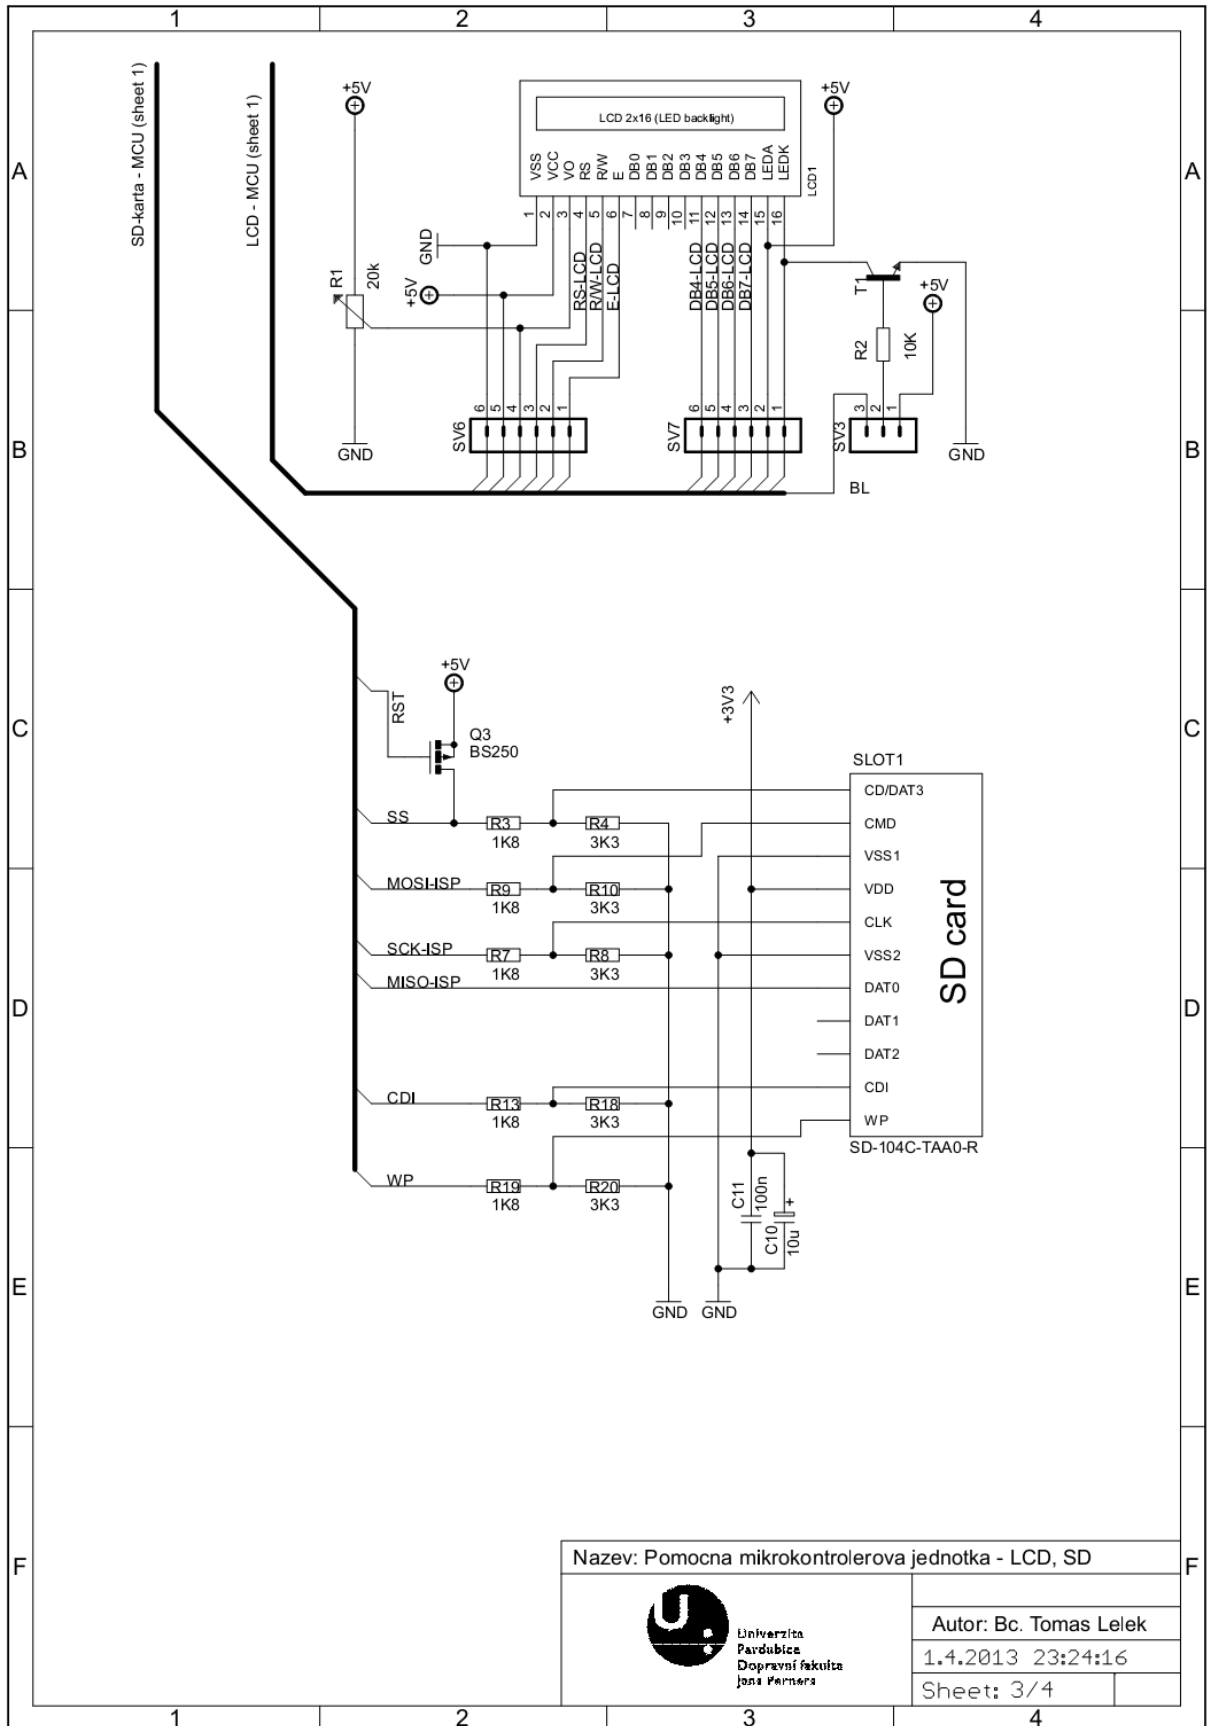 1 2 3 4
A A
B B
C C
D D
E E
F F
SD-karta - MCU (sheet 1)
LCD - MCU (sheet 1)
+5V
R1
20k
GND
LCD 2x16 (LED backlight)
VSS
VCC
VO
RS
R/W
E
DB0
DB1
DB2
DB3
DB4
DB5
DB6
DB7
LEDA
LEDK
LCD1
1 2 3 4 5 6 7 8 9 10 11 12 13 14 15 16
+5V
GND
+5V
RS-LCD
R/W-LCD
E-LCD
DB4-LCD
DB5-LCD
DB6-LCD
DB7-LCD
T1
+5V
R2
10K
SV6
6 5 4 3 2 1
SV7
6 5 4 3 2 1
SV3
3 2 1
GND
BL
+5V
RST
Q3
BS250
+3V3
SLOT1
CD/DAT3
CMD
VSS1
VDD
CLK
VSS2
DAT0
DAT1
DAT2
CDI
WP
SD card
SD-104C-TAA0-R
SS
R3
1K8
R4
3K3
MOSI-ISP
R9
1K8
R10
3K3
SCK-ISP
R7
1K8
R8
3K3
MISO-ISP
CDI
R13
1K8
R18
3K3
WP
R19
1K8
R20
3K3
C11
100n
C10
10u
+
GND
GND
Nazev: Pomocna mikrokontrolerova jednotka - LCD, SD
U
Univerzita
Pardubice
Dopravní fakulta
Jana Pernera
Autor: Bc. Tomas Lelek
1.4.2013 23:24:16
Sheet: 3/4
1 2 3 4